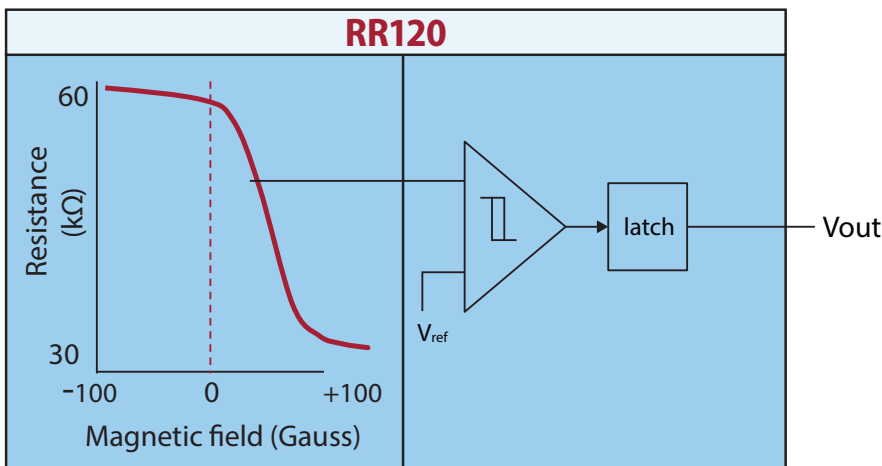 RR120
60
Resistance
(kΩ)
30
−100
0
+100
Magnetic field (Gauss)
Vref
latch
Vout